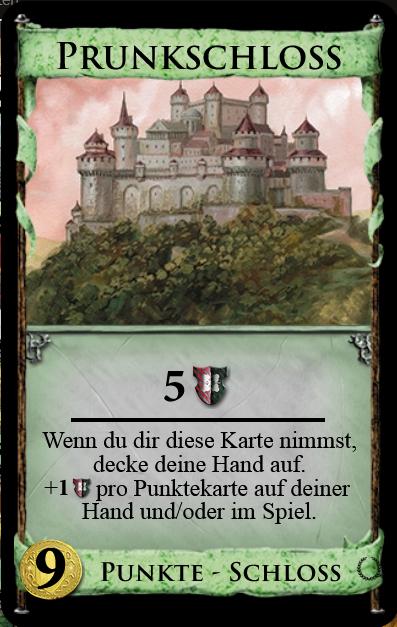 PRUNKSCHLOSS
5
Wenn du dir diese Karte nimmst,
decke deine Hand auf.
+1 pro Punktekarte auf deiner
Hand und/oder im Spiel.
9 PUNKTE - SCHLOSS